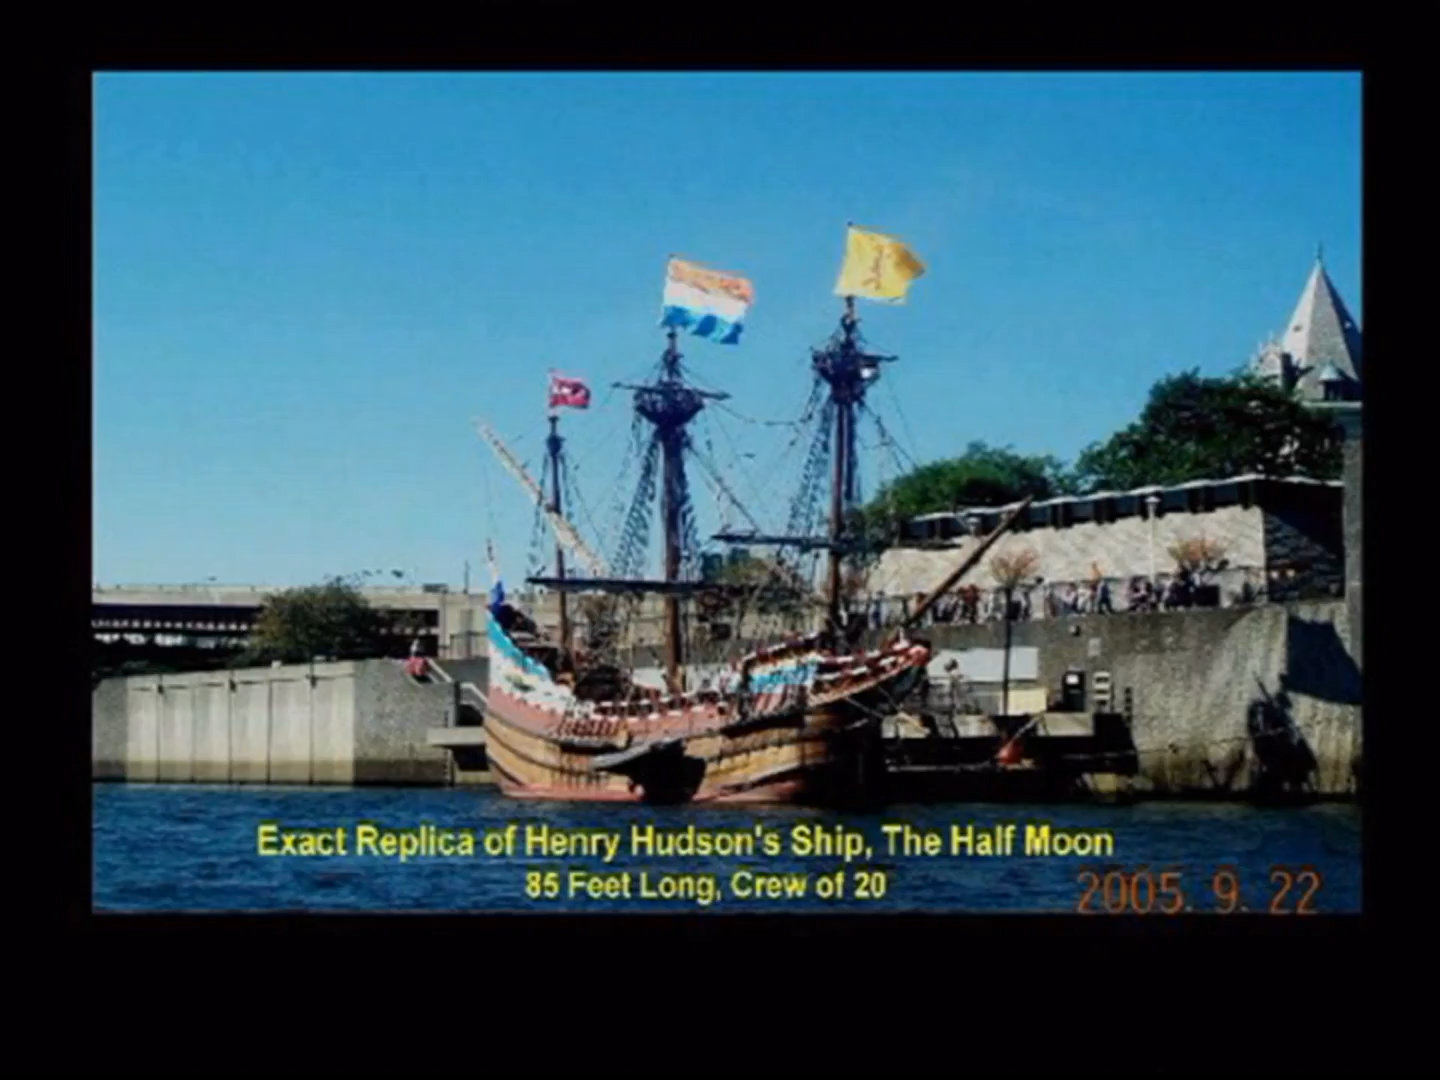 Exact Replica of Henry Hudson's Ship, The Half Moon
85 Feet Long, Crew of 20
2005. 9. 22